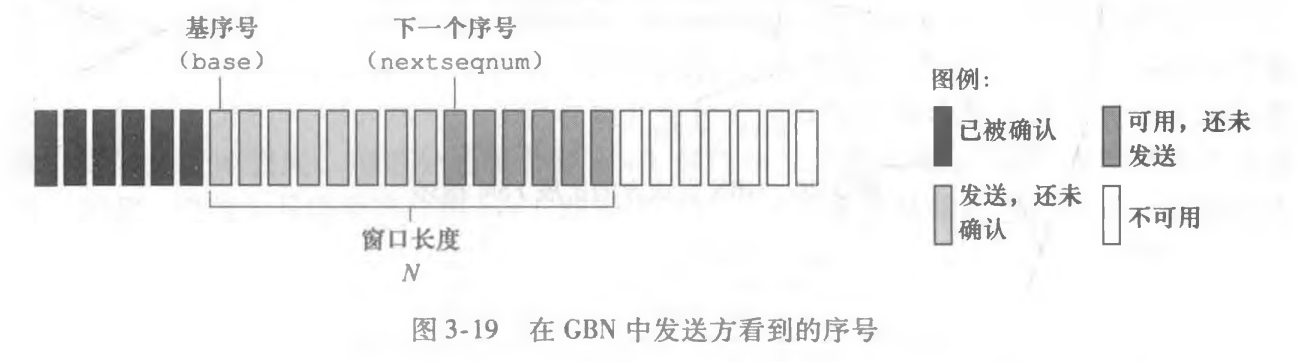 基序号
(base)
下一个序号
(nextseqnum)
窗口长度
N
图例:
已被确认
发送，还未
确认
可用，还未
发送
不可用
图 3-19 在 GBN 中发送方看到的序号